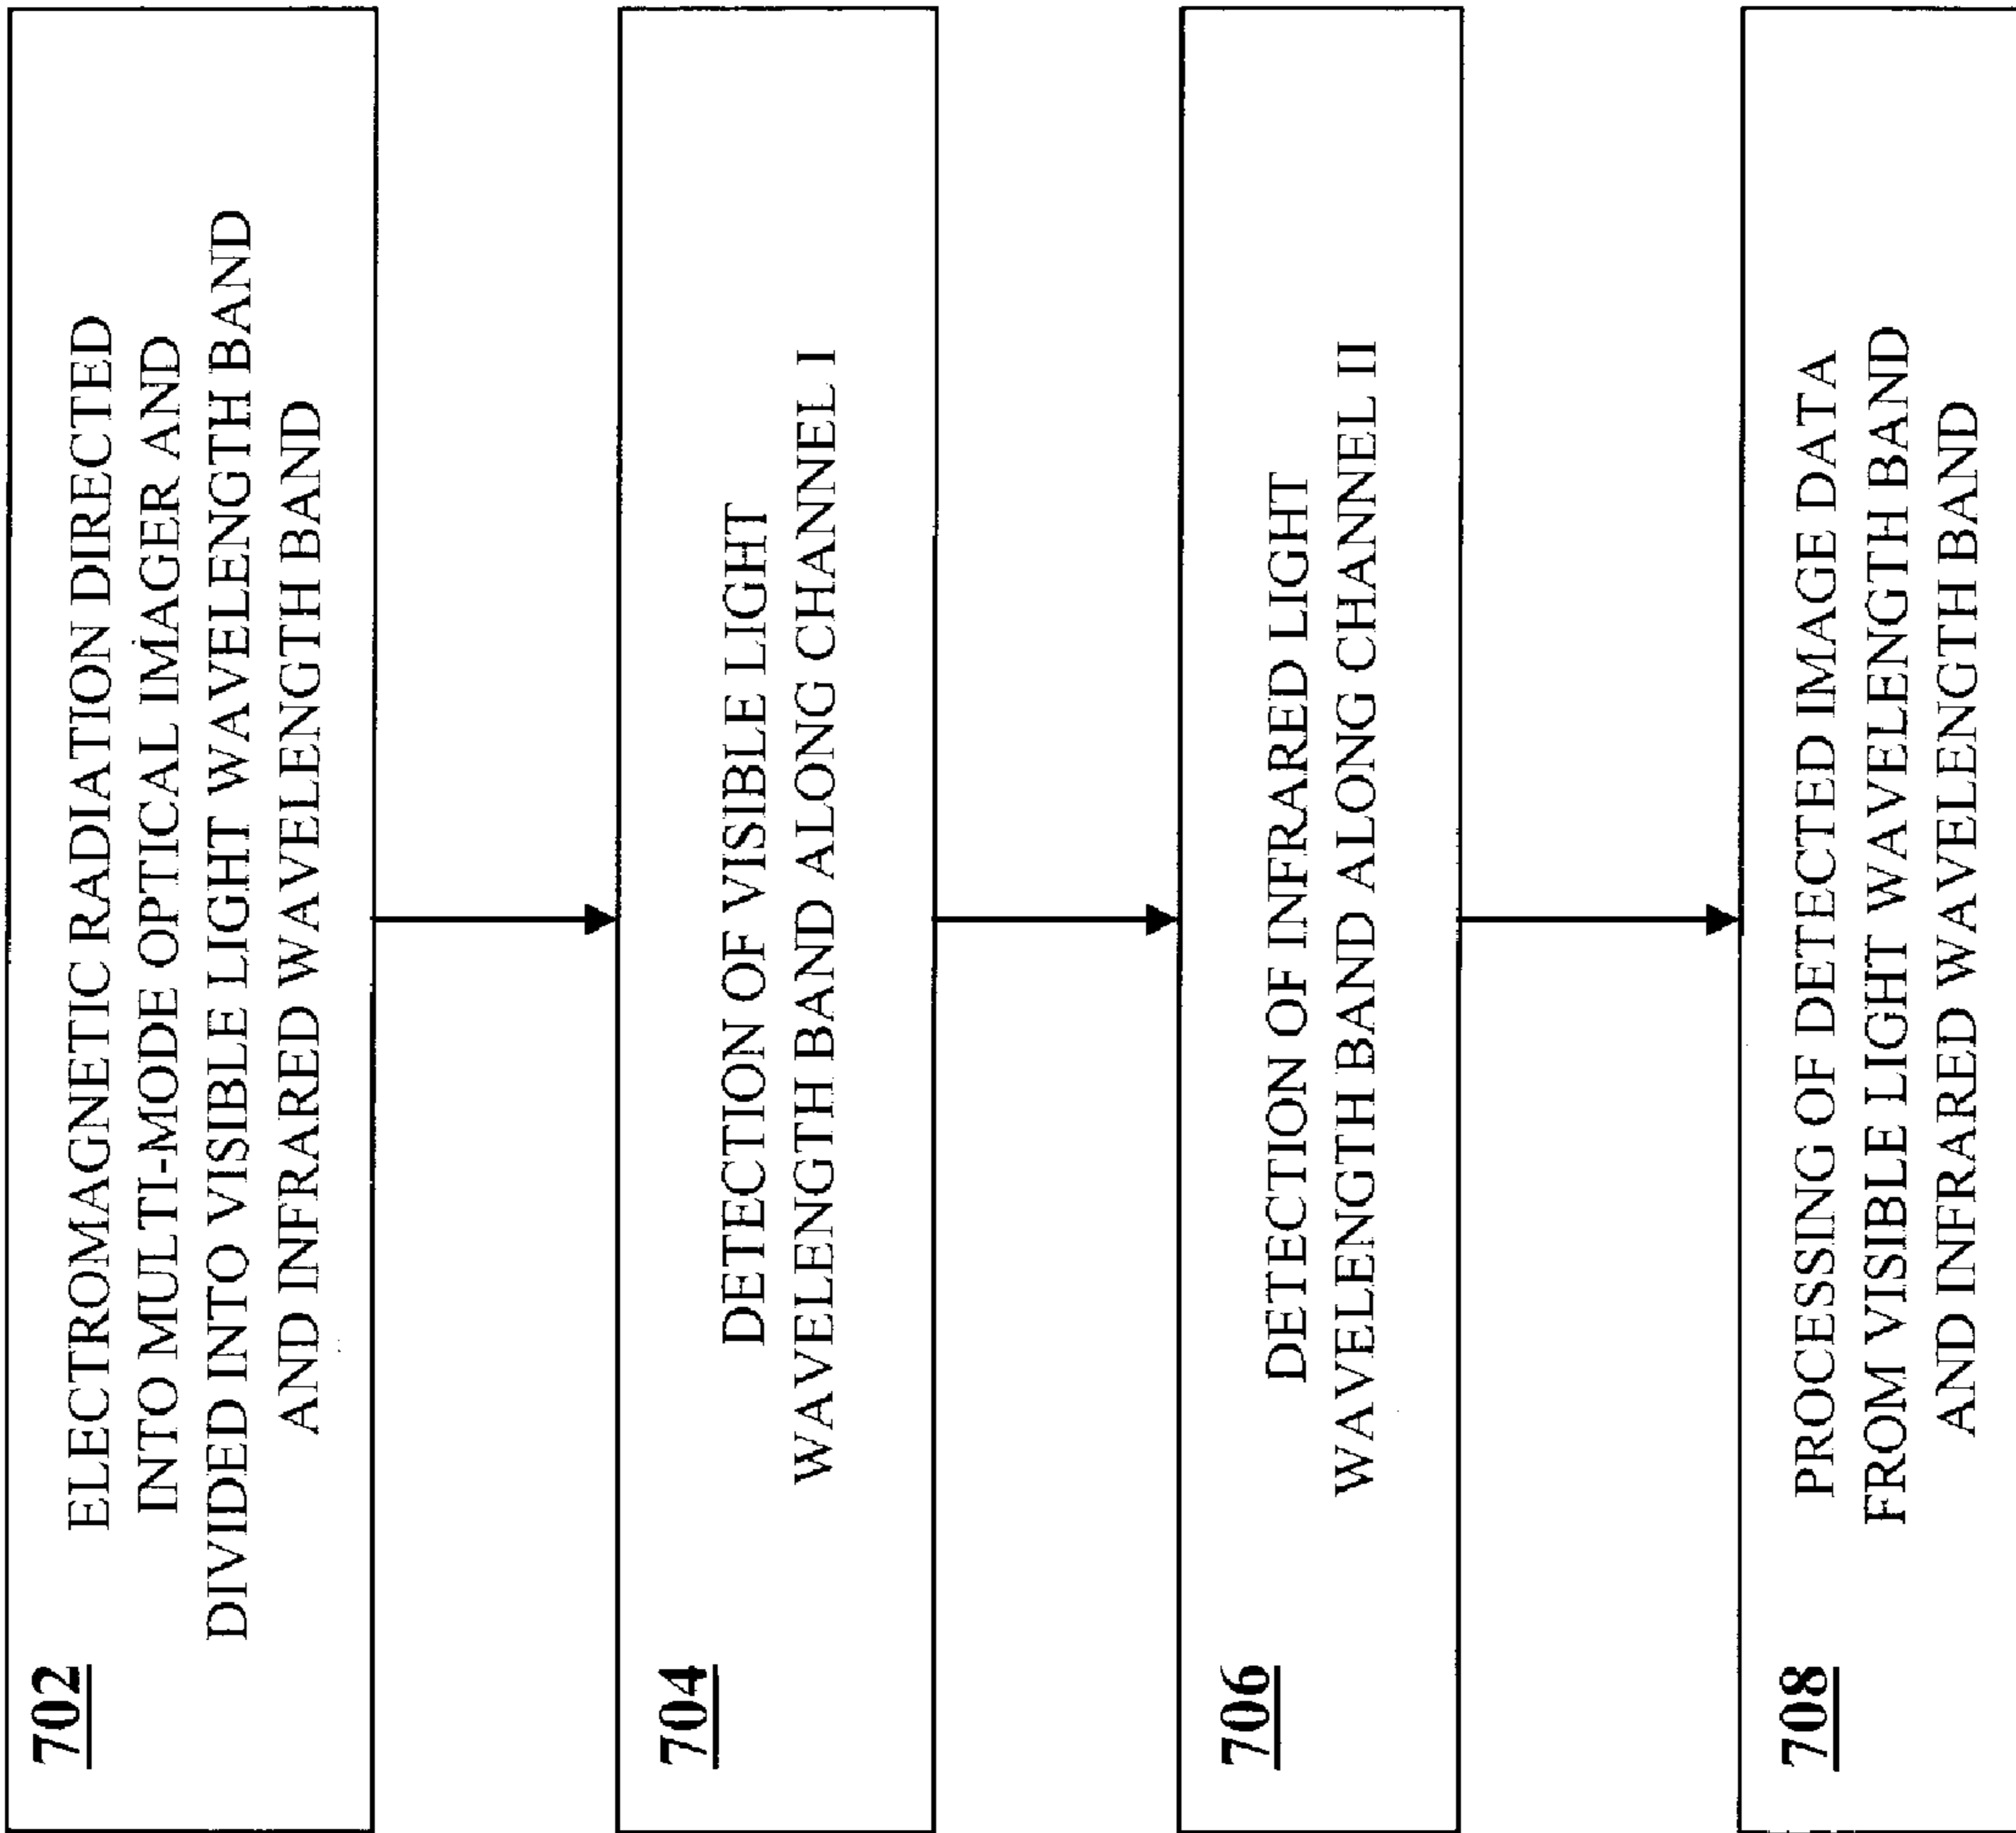 702
ELECTROMAGNETIC RADIATION DIRECTED
INTO MULTI-MODE OPTICAL IMAGER AND
DIVIDED INTO VISIBLE LIGHT WAVELENGTH BAND
AND INFRARED WAVELENGTH BAND
704
DETECTION OF VISIBLE LIGHT
WAVELENGTH BAND ALONG CHANNEL I
706
DETECTION OF INFRARED LIGHT
WAVELENGTH BAND ALONG CHANNEL II
708
PROCESSING OF DETECTED IMAGE DATA
FROM VISIBLE LIGHT WAVELENGTH BAND
AND INFRARED WAVELENGTH BAND